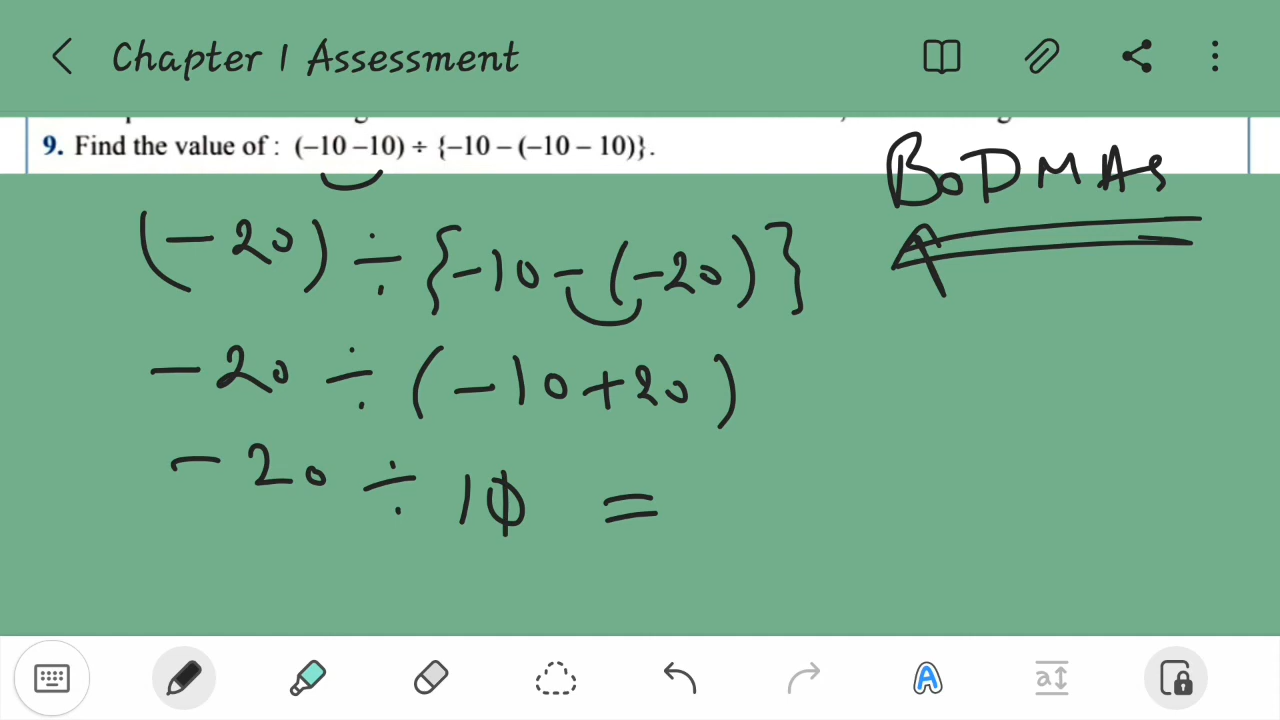 Chapter 1 Assessment
9. Find the value of : (−10 −10) ÷ {−10 − (−10 − 10)}.
BODMAS
(−20) ÷ {−10 − (−20)}
−20 ÷ (−10+20)
−20 ÷ 10 =
A
a